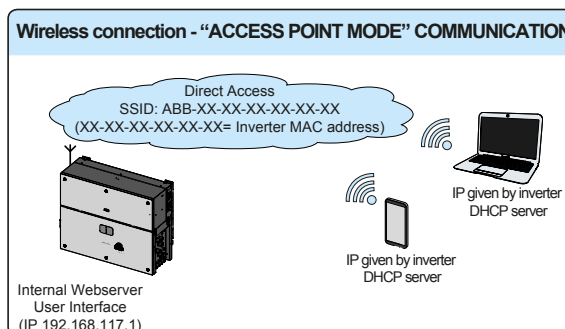 Wireless connection - “ACCESS POINT MODE” COMMUNICATION
Direct Access
SSID: ABB-XX-XX-XX-XX-XX-XX
(XX-XX-XX-XX-XX-XX= Inverter MAC address)
IP given by inverter
DHCP server
IP given by inverter
DHCP server
Internal Webserver
User Interface
(IP 192.168.117.1)